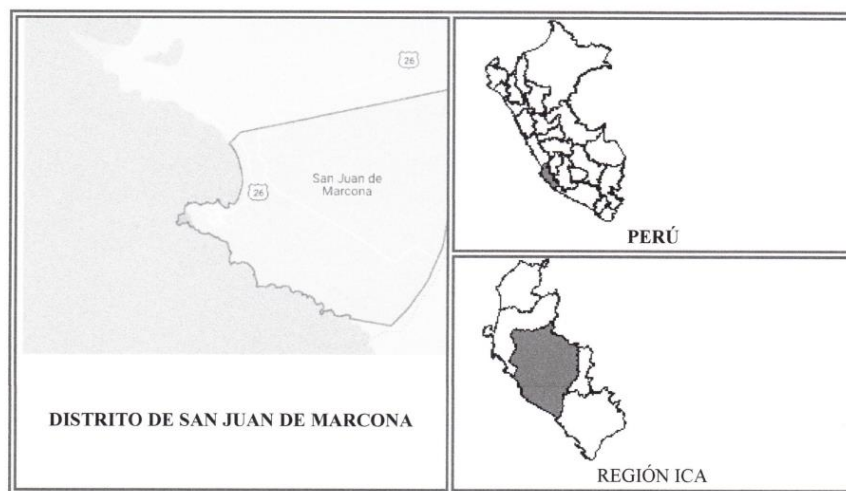 26
San Juan de
Marcona
26
DISTRITO DE SAN JUAN DE MARCONA
PERÚ
REGIÓN ICA